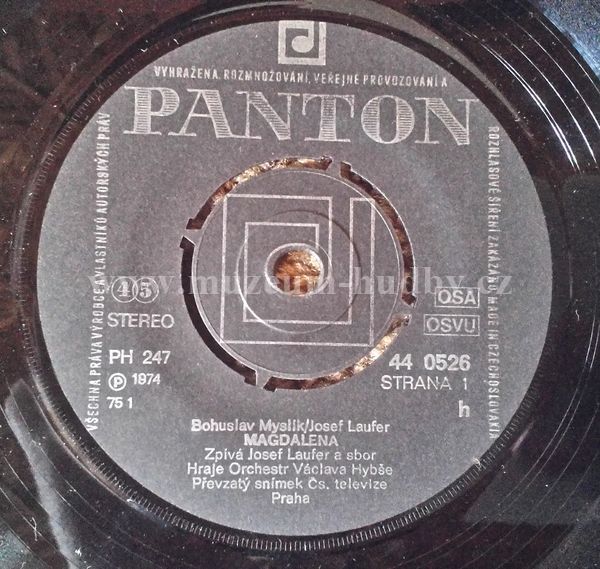 VŠECHNA PRÁVA VÝROBCE A VLASTNÍKŮ AUTORSKÝCH PRÁV
VYHRAŽENA. ROZMNOŽOVÁNÍ, VEŘEJNÉ PROVOZOVÁNÍ A
ROZHLASOVÉ ŠÍŘENÍ ZAKÁZÁNO. MADE IN CZECHOSLOVAKIA
PANTON
www.muzeum-hudby.cz
45
STEREO
OSA
OSVU
PH 247
44 0526
Ⓟ 1974
STRANA 1
75 1
h
Bohuslav Myslík/Josef Laufer
MAGDALENA
Zpívá Josef Laufer a sbor
Hraje Orchestr Václava Hybše
Převzatý snímek Čs. televize
Praha